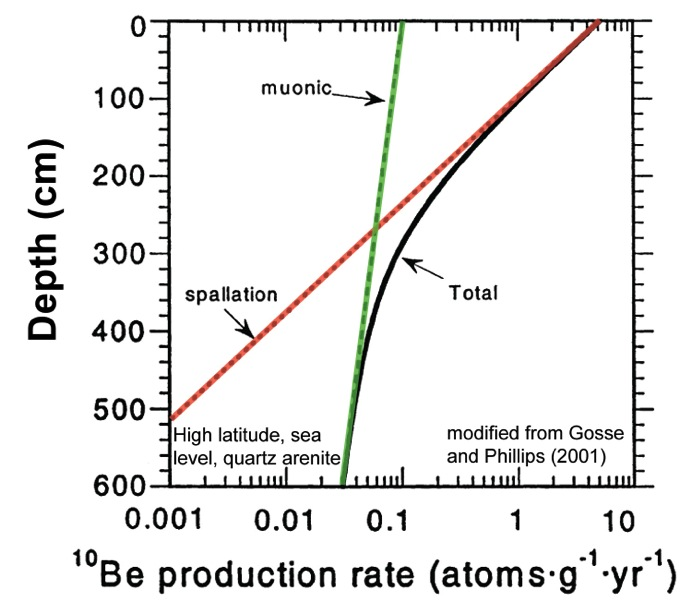 0
100
200
300
400
500
600
Depth (cm)
muonic
spallation
Total
High latitude, sea
level, quartz arenite
modified from Gosse
and Phillips (2001)
0.001 0.01 0.1 1 10
¹⁰Be production rate (atoms·g⁻¹·yr⁻¹)